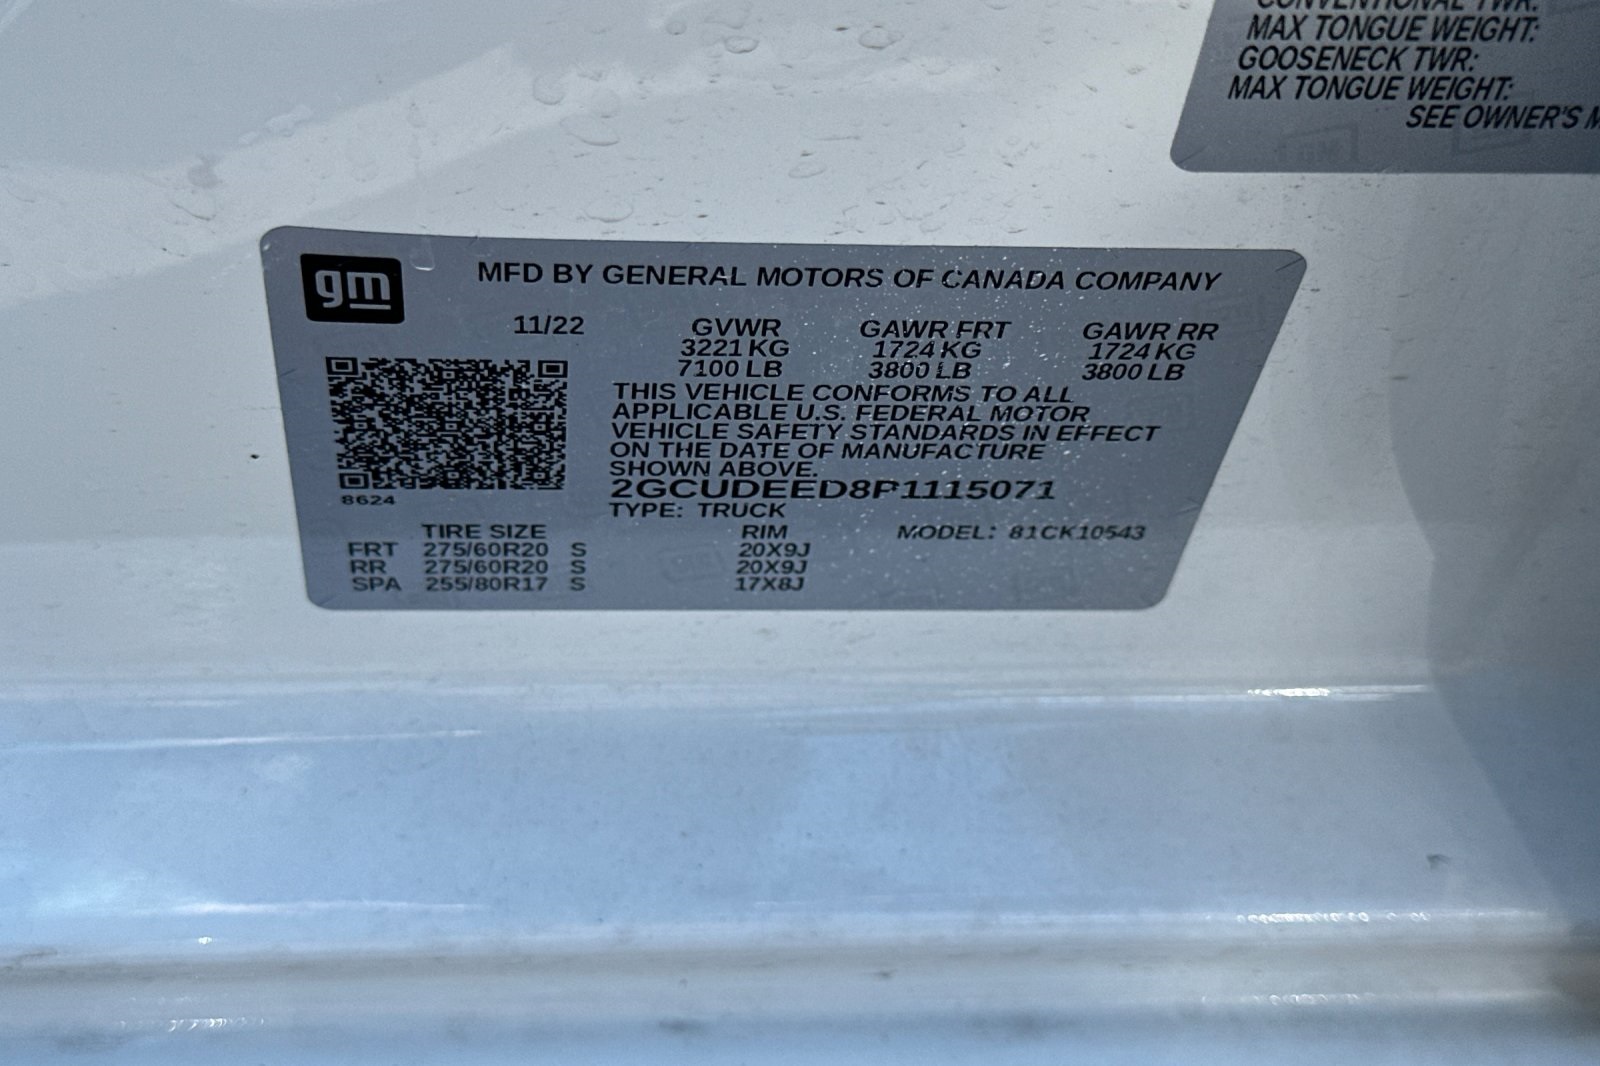 CONVENTIONAL TWR:
MAX TONGUE WEIGHT:
GOOSENECK TWR:
MAX TONGUE WEIGHT:
SEE OWNER'S M
gm
MFD BY GENERAL MOTORS OF CANADA COMPANY
11/22 GVWR GAWR FRT GAWR RR
3221 KG 1724 KG 1724 KG
7100 LB 3800 LB 3800 LB
THIS VEHICLE CONFORMS TO ALL
APPLICABLE U.S. FEDERAL MOTOR
VEHICLE SAFETY STANDARDS IN EFFECT
ON THE DATE OF MANUFACTURE
SHOWN ABOVE.
8624
2GCUDEED8P1115071
TYPE: TRUCK
TIRE SIZE RIM MODEL: 81CK10543
FRT 275/60R20 S 20X9J
RR 275/60R20 S 20X9J
SPA 255/80R17 S 17X8J